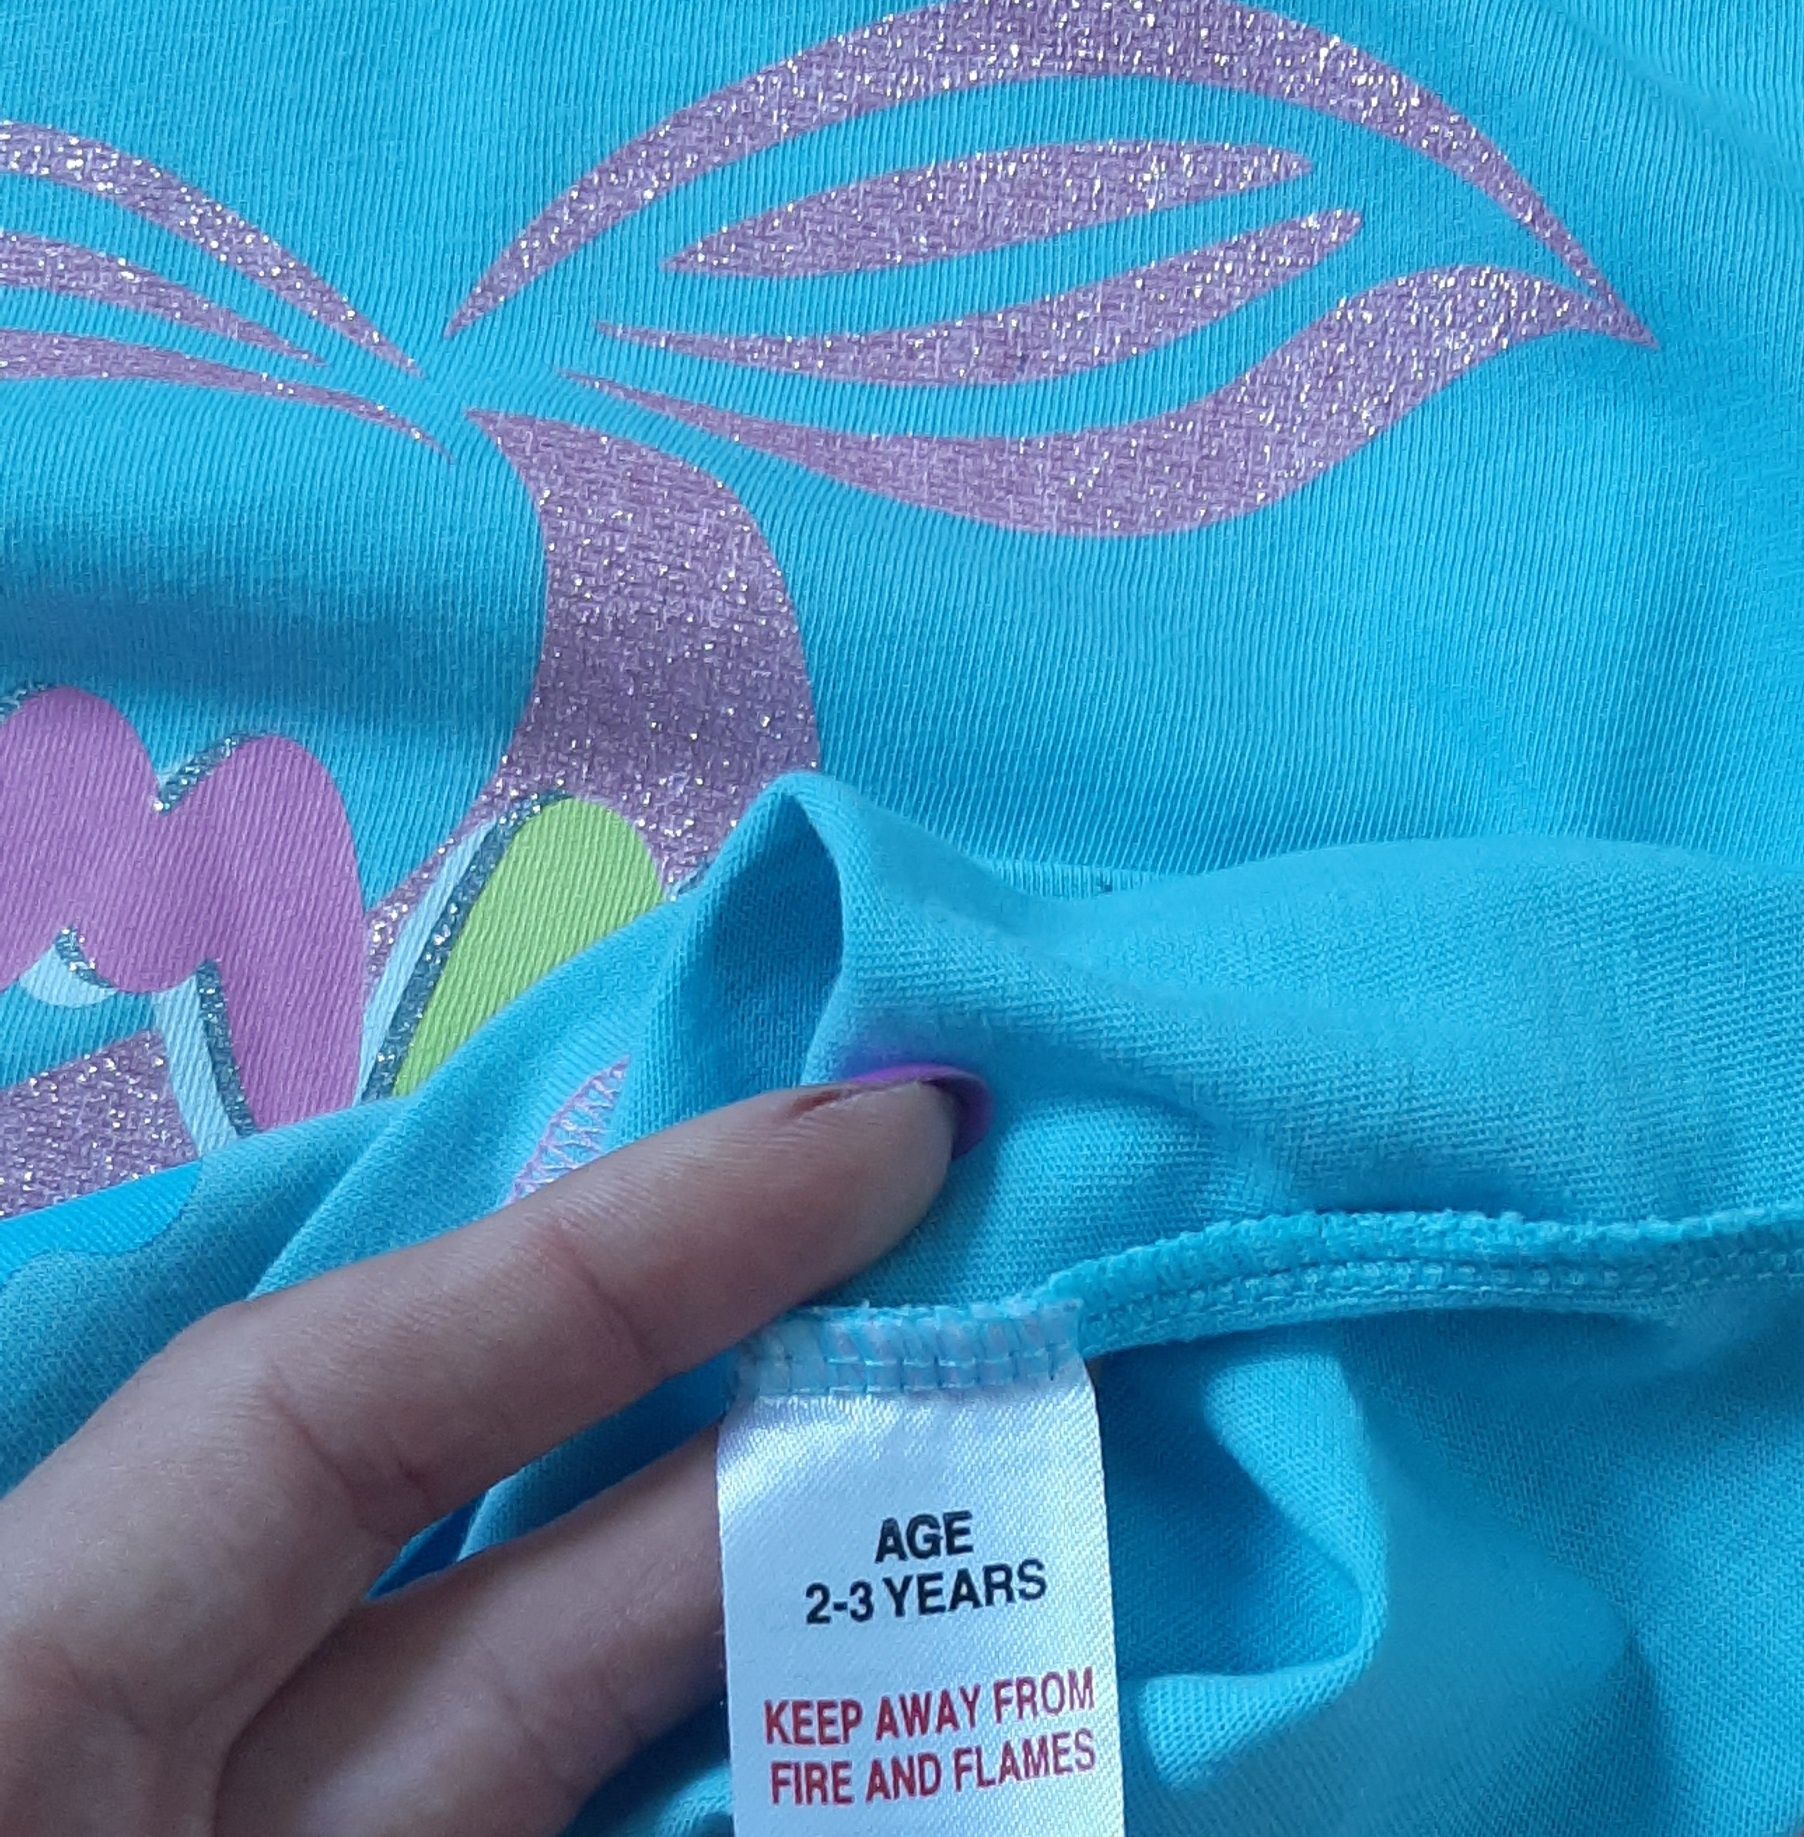 AGE
2-3 YEARS
KEEP AWAY FROM
FIRE AND FLAMES